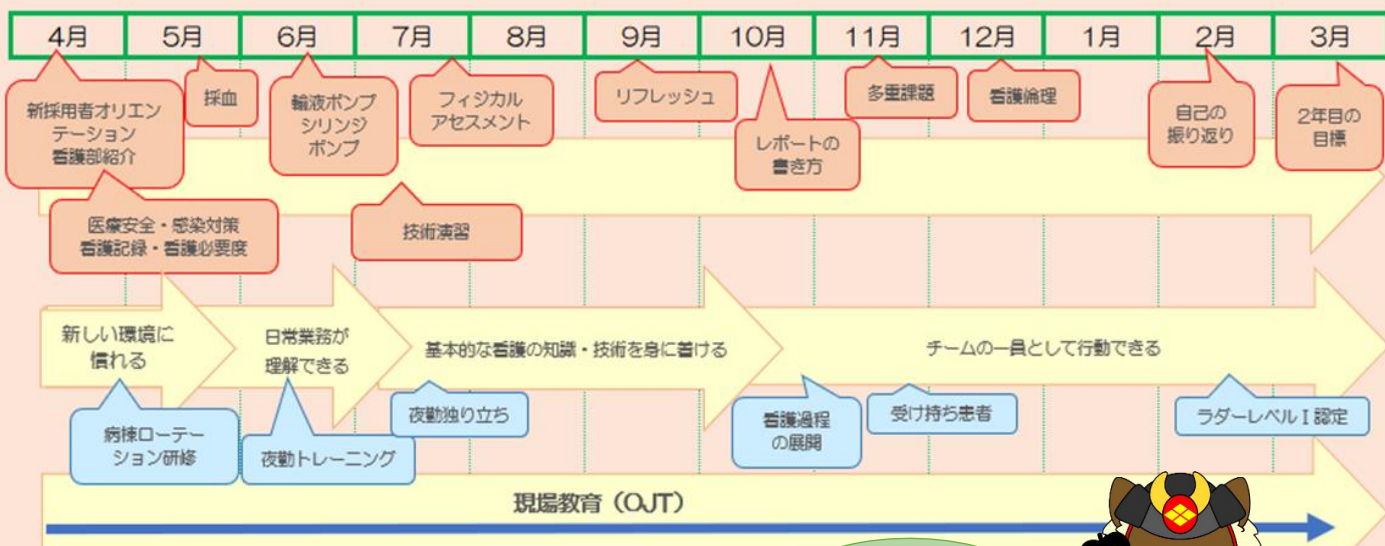 4月 5月 6月 7月 8月 9月 10月 11月 12月 1月 2月 3月
新採用者オリエン
テーション
看護部紹介
採血
輸液ポンプ
シリンジ
ポンプ
フィジカル
アセスメント
リフレッシュ
レポートの
書き方
多重課題
看護倫理
自己の
振り返り
2年目の
目標
医療安全・感染対策
看護記録・看護必要度
技術演習
新しい環境に
慣れる
日常業務が
理解できる
基本的な看護の知識・技術を身に着ける
チームの一員として行動できる
病棟ローテー
ション研修
夜勤トレーニング
夜勤独り立ち
看護過程
の展開
受け持ち患者
ラダーレベルⅠ認定
現場教育（OJT）